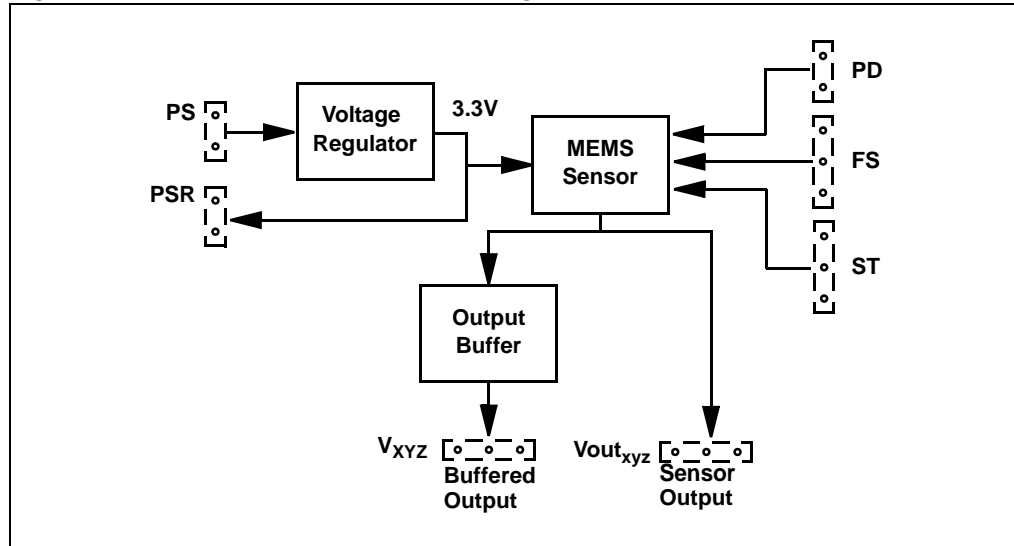 PD
PS
Voltage
Regulator
3.3V
MEMS
Sensor
FS
PSR
ST
Output
Buffer
VXYZ
Buffered
Output
Voutxyz
Sensor
Output